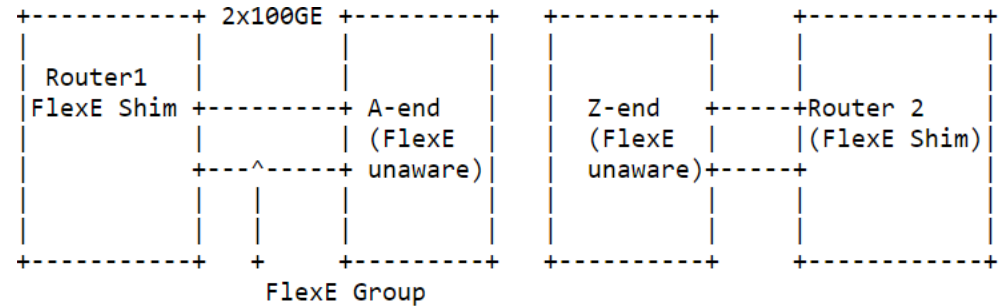 2x100GE
Router1
FlexE Shim A-end Z-end Router 2
(FlexE (FlexE (FlexE Shim)
unaware) unaware)
FlexE Group